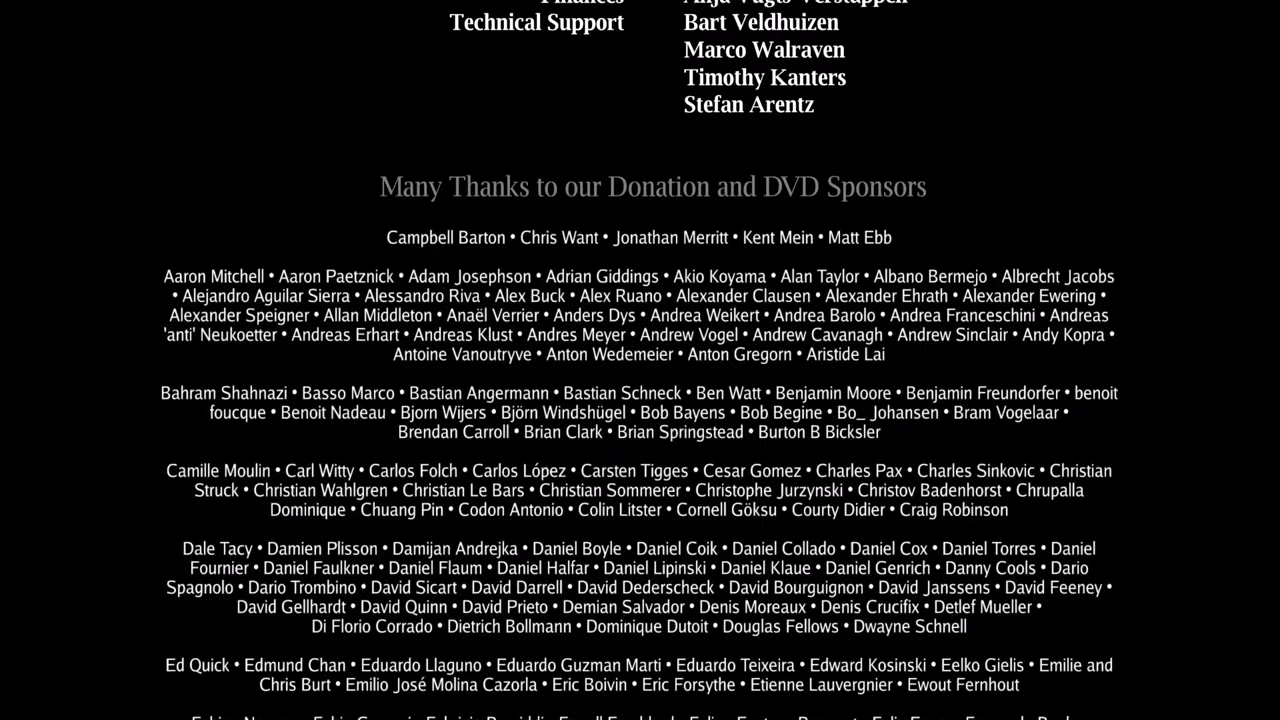 Technical Support Bart Veldhuizen
Marco Walraven
Timothy Kanters
Stefan Arentz
Many Thanks to our Donation and DVD Sponsors
Campbell Barton • Chris Want • Jonathan Merritt • Kent Mein • Matt Ebb
Aaron Mitchell • Aaron Paetznick • Adam Josephson • Adrian Giddings • Akio Koyama • Alan Taylor • Albano Bermejo • Albrecht Jacobs
• Alejandro Aguilar Sierra • Alessandro Riva • Alex Buck • Alex Ruano • Alexander Clausen • Alexander Ehrath • Alexander Ewering •
Alexander Speigner • Allan Middleton • Anaël Verrier • Anders Dys • Andrea Weikert • Andrea Barolo • Andrea Franceschini • Andreas
'anti' Neukoetter • Andreas Erhart • Andreas Klust • Andres Meyer • Andrew Vogel • Andrew Cavanagh • Andrew Sinclair • Andy Kopra •
Antoine Vanoutryve • Anton Wedemeier • Anton Gregorn • Aristide Lai
Bahram Shahnazi • Basso Marco • Bastian Angermann • Bastian Schneck • Ben Watt • Benjamin Moore • Benjamin Freundorfer • benoit
foucque • Benoit Nadeau • Bjorn Wijers • Björn Windshügel • Bob Bayens • Bob Begine • Bo_ Johansen • Bram Vogelaar •
Brendan Carroll • Brian Clark • Brian Springstead • Burton B Bicksler
Camille Moulin • Carl Witty • Carlos Folch • Carlos López • Carsten Tigges • Cesar Gomez • Charles Pax • Charles Sinkovic • Christian
Struck • Christian Wahlgren • Christian Le Bars • Christian Sommerer • Christophe Jurzynski • Christov Badenhorst • Chrupalla
Dominique • Chuang Pin • Codon Antonio • Colin Litster • Cornell Göksu • Courty Didier • Craig Robinson
Dale Tacy • Damien Plisson • Damijan Andrejka • Daniel Boyle • Daniel Coik • Daniel Collado • Daniel Cox • Daniel Torres • Daniel
Fournier • Daniel Faulkner • Daniel Flaum • Daniel Halfar • Daniel Lipinski • Daniel Klaue • Daniel Genrich • Danny Cools • Dario
Spagnolo • Dario Trombino • David Sicart • David Darrell • David Dederscheck • David Bourguignon • David Janssens • David Feeney •
David Gellhardt • David Quinn • David Prieto • Demian Salvador • Denis Moreaux • Denis Crucifix • Detlef Mueller •
Di Florio Corrado • Dietrich Bollmann • Dominique Dutoit • Douglas Fellows • Dwayne Schnell
Ed Quick • Edmund Chan • Eduardo Llaguno • Eduardo Guzman Marti • Eduardo Teixeira • Edward Kosinski • Eelko Gielis • Emilie and
Chris Burt • Emilio José Molina Cazorla • Eric Boivin • Eric Forsythe • Etienne Lauvergnier • Ewout Fernhout